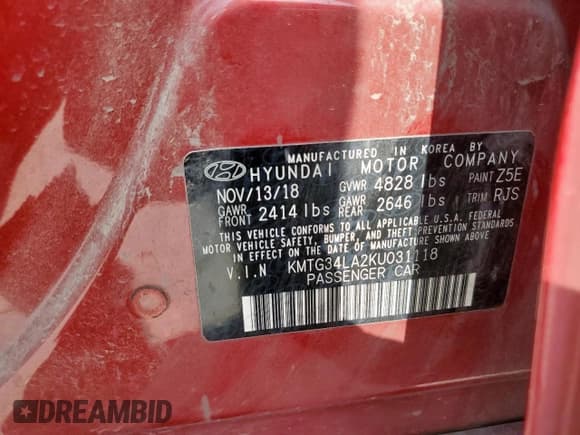 MANUFACTURED IN KOREA BY
HYUNDAI MOTOR COMPANY
NOV/13/18 GVWR 4828 lbs PAINT Z5E
GAWR FRONT 2414 lbs GAWR REAR 2646 lbs TRIM RJS
THIS VEHICLE CONFORMS TO ALL APPLICABLE U.S.A. FEDERAL
MOTOR VEHICLE SAFETY, BUMPER, AND THEFT PREVENTION STANDARDS
IN EFFECT ON THE DATE OF MANUFACTURE SHOWN ABOVE.
V.I.N KMTG34LA2KU031118
PASSENGER CAR
DREAMBID